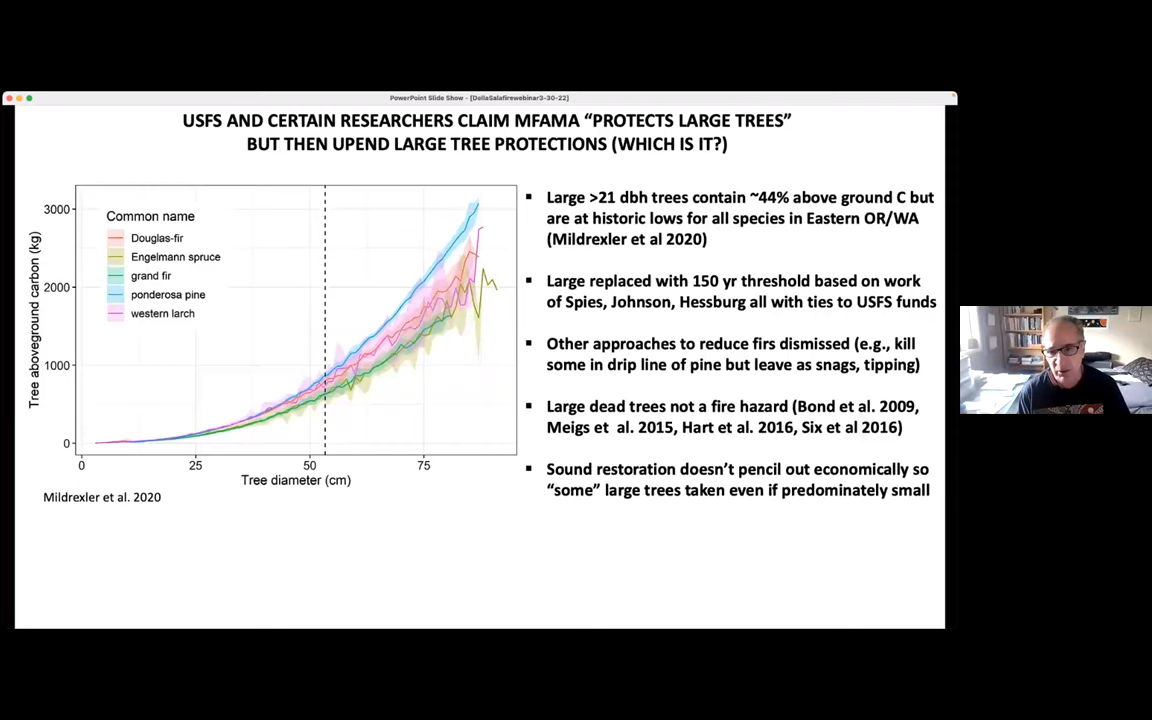 PowerPoint Slide Show - [DellaSalafirewebinar3-30-22]
USFS AND CERTAIN RESEARCHERS CLAIM MFAMA “PROTECTS LARGE TREES”
BUT THEN UPEND LARGE TREE PROTECTIONS (WHICH IS IT?)
Tree aboveground carbon (kg)
3000
2000
1000
0
Common name
Douglas-fir
Engelmann spruce
grand fir
ponderosa pine
western larch
0 25 50 75
Tree diameter (cm)
Mildrexler et al. 2020
▪ Large >21 dbh trees contain ~44% above ground C but
are at historic lows for all species in Eastern OR/WA
(Mildrexler et al 2020)
▪ Large replaced with 150 yr threshold based on work
of Spies, Johnson, Hessburg all with ties to USFS funds
▪ Other approaches to reduce firs dismissed (e.g., kill
some in drip line of pine but leave as snags, tipping)
▪ Large dead trees not a fire hazard (Bond et al. 2009,
Meigs et al. 2015, Hart et al. 2016, Six et al 2016)
▪ Sound restoration doesn’t pencil out economically so
“some” large trees taken even if predominately small